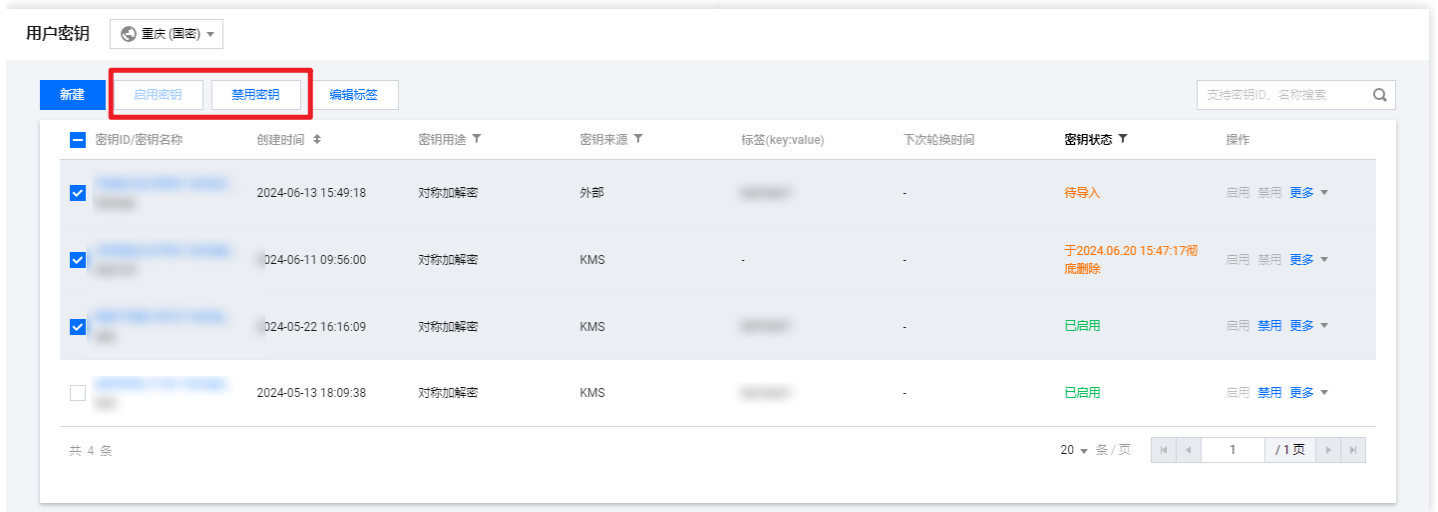 用户密钥 重庆 (国密)
新建 启用密钥 禁用密钥 编辑标签 支持密钥ID、名称搜索
密钥ID/密钥名称 创建时间 密钥用途 密钥来源 标签(key:value) 下次轮换时间 密钥状态 操作
2024-06-13 15:49:18 对称加解密 外部 - 待导入 启用 禁用 更多
2024-06-11 09:56:00 对称加解密 KMS - - 于2024.06.20 15:47:17彻 启用 禁用 更多
底删除
2024-05-22 16:16:09 对称加解密 KMS - 已启用 启用 禁用 更多
2024-05-13 18:09:38 对称加解密 KMS - 已启用 启用 禁用 更多
共 4 条 20 条 / 页 1 / 1 页